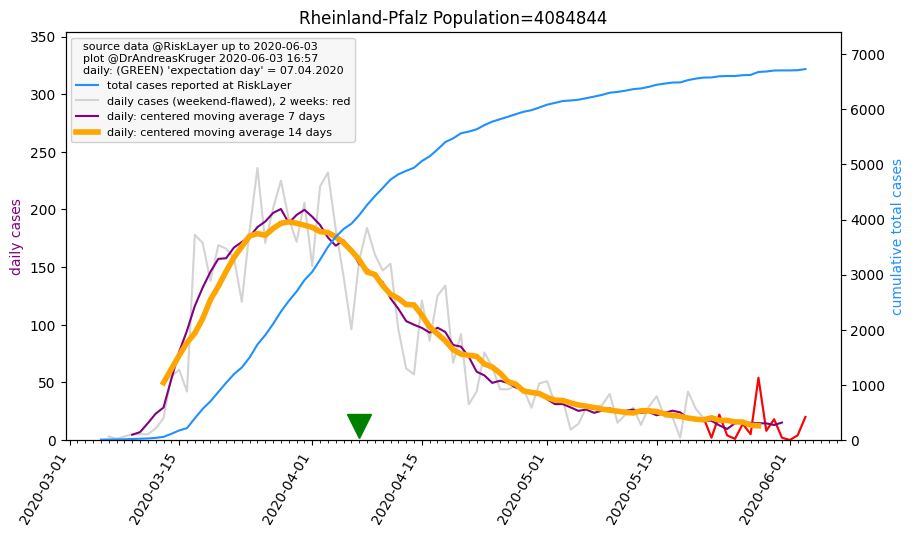 Rheinland-Pfalz Population=4084844
source data @RiskLayer up to 2020-06-03
plot @DrAndreasKruger 2020-06-03 16:57
daily: (GREEN) 'expectation day' = 07.04.2020
total cases reported at RiskLayer
daily cases (weekend-flawed), 2 weeks: red
daily: centered moving average 7 days
daily: centered moving average 14 days
daily cases
350
300
250
200
150
100
50
0
cumulative total cases
7000
6000
5000
4000
3000
2000
1000
0
2020-03-01
2020-03-15
2020-04-01
2020-04-15
2020-05-01
2020-05-15
2020-06-01